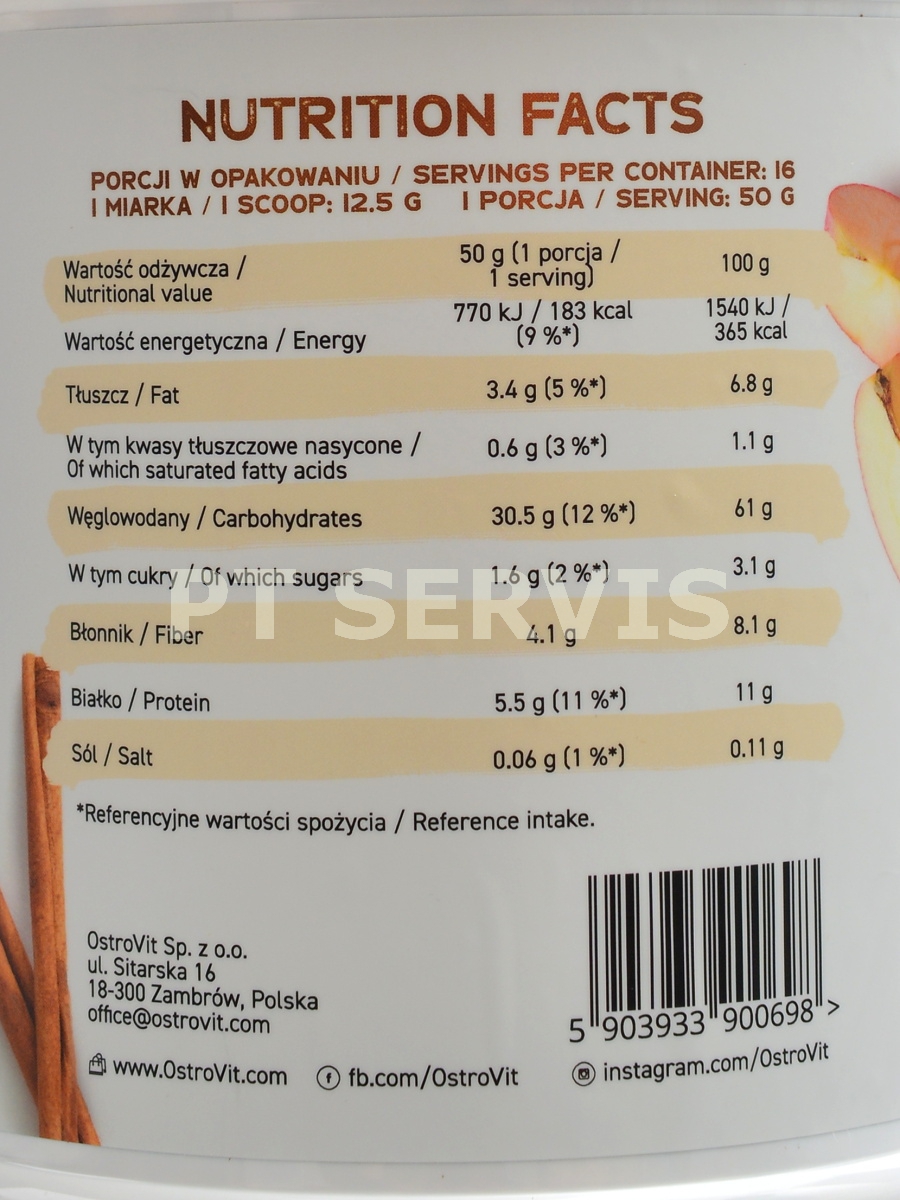 NUTRITION FACTS
PORCJI W OPAKOWANIU / SERVINGS PER CONTAINER: 16
1 MIARKA / 1 SCOOP: 12.5 G 1 PORCJA / SERVING: 50 G
Wartość odżywcza / Nutritional value 50 g (1 porcja / 1 serving) 100 g
Wartość energetyczna / Energy 770 kJ / 183 kcal (9 %*) 1540 kJ / 365 kcal
Tłuszcz / Fat 3.4 g (5 %*) 6.8 g
W tym kwasy tłuszczowe nasycone / Of which saturated fatty acids 0.6 g (3 %*) 1.1 g
Węglowodany / Carbohydrates 30.5 g (12 %*) 61 g
W tym cukry / Of which sugars 1.6 g (2 %*) 3.1 g
PT SERVIS
Błonnik / Fiber 4.1 g 8.1 g
Białko / Protein 5.5 g (11 %*) 11 g
Sól / Salt 0.06 g (1 %*) 0.11 g
*Referencyjne wartości spożycia / Reference intake.
OstroVit Sp. z o.o.
ul. Sitarska 16
18-300 Zambrów, Polska
office@ostrovit.com
5 903933 900698 >
www.OstroVit.com fb.com/OstroVit instagram.com/OstroVit